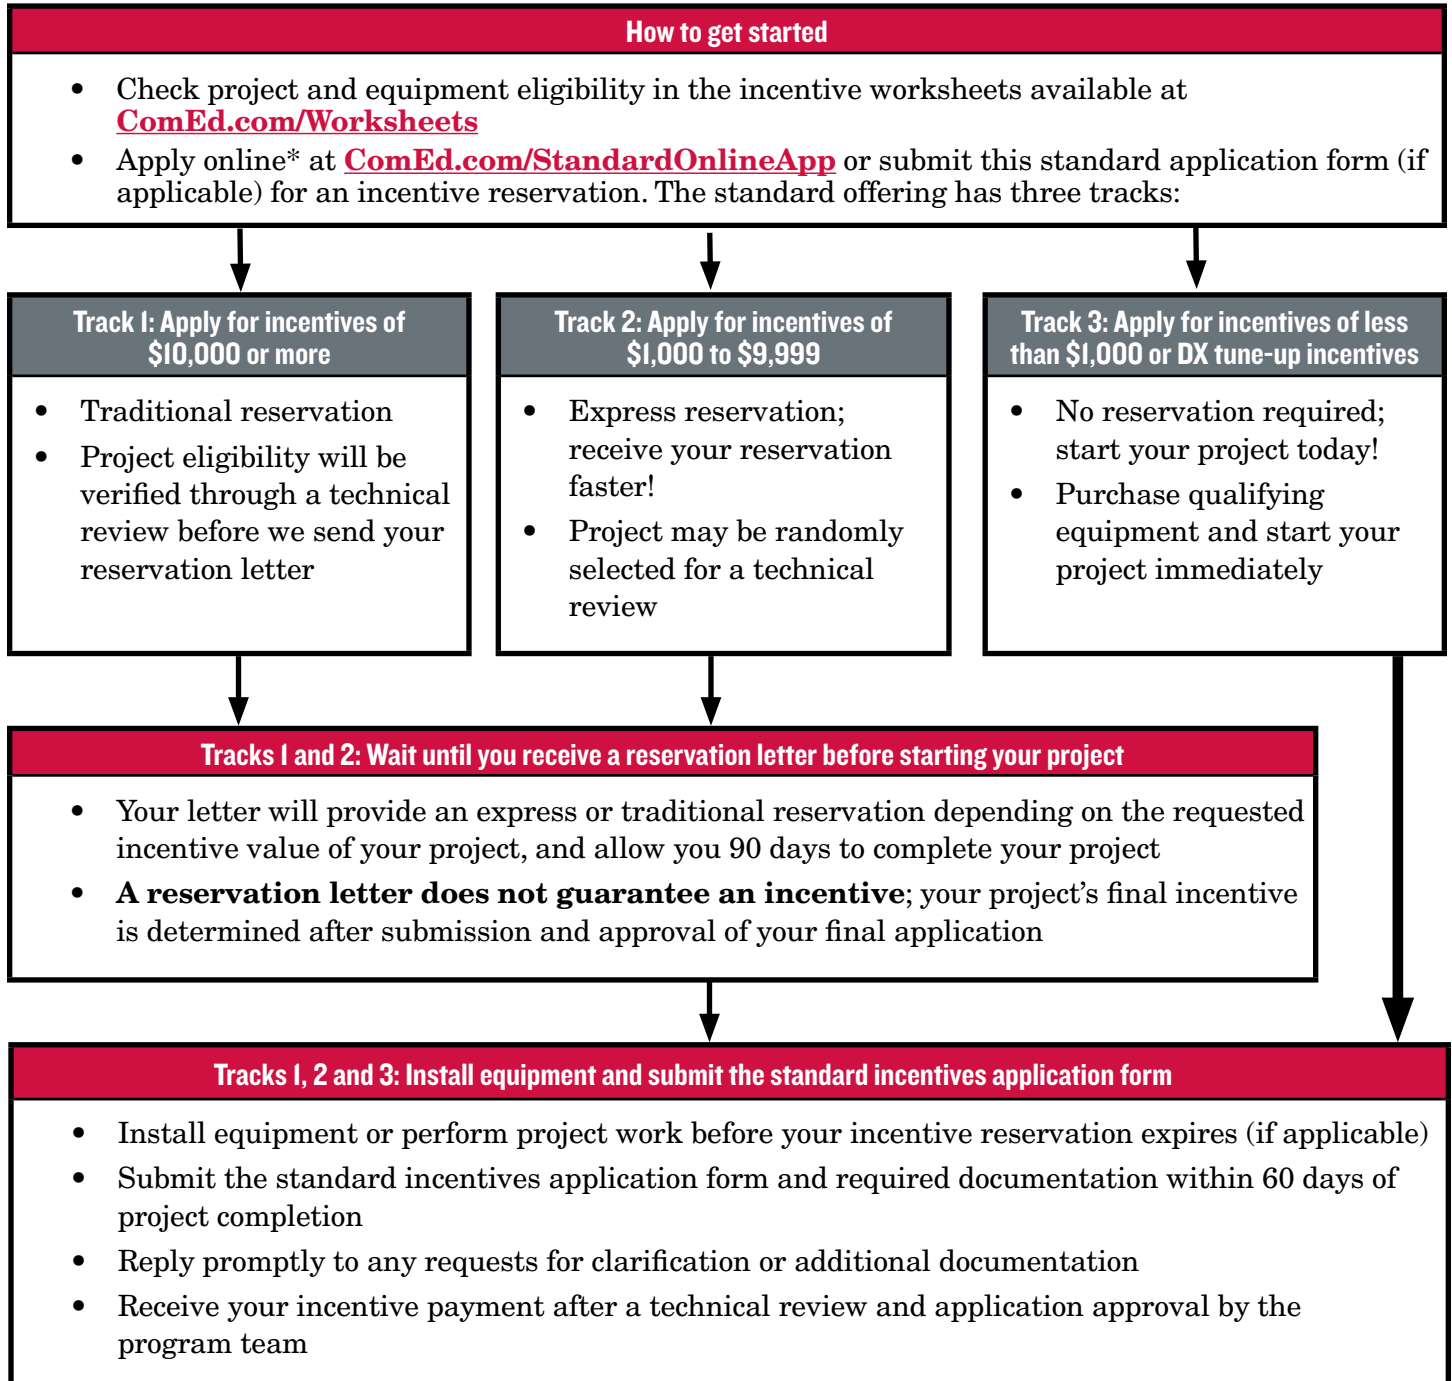 How to get started
• Check project and equipment eligibility in the incentive worksheets available at
ComEd.com/Worksheets
• Apply online* at ComEd.com/StandardOnlineApp or submit this standard application form (if
applicable) for an incentive reservation. The standard offering has three tracks:
Track 1: Apply for incentives of
$10,000 or more
• Traditional reservation
• Project eligibility will be
verified through a technical
review before we send your
reservation letter
Track 2: Apply for incentives of
$1,000 to $9,999
• Express reservation;
receive your reservation
faster!
• Project may be randomly
selected for a technical
review
Track 3: Apply for incentives of less
than $1,000 or DX tune-up incentives
• No reservation required;
start your project today!
• Purchase qualifying
equipment and start your
project immediately
Tracks 1 and 2: Wait until you receive a reservation letter before starting your project
• Your letter will provide an express or traditional reservation depending on the requested
incentive value of your project, and allow you 90 days to complete your project
• A reservation letter does not guarantee an incentive; your project's final incentive
is determined after submission and approval of your final application
Tracks 1, 2 and 3: Install equipment and submit the standard incentives application form
• Install equipment or perform project work before your incentive reservation expires (if applicable)
• Submit the standard incentives application form and required documentation within 60 days of
project completion
• Reply promptly to any requests for clarification or additional documentation
• Receive your incentive payment after a technical review and application approval by the
program team